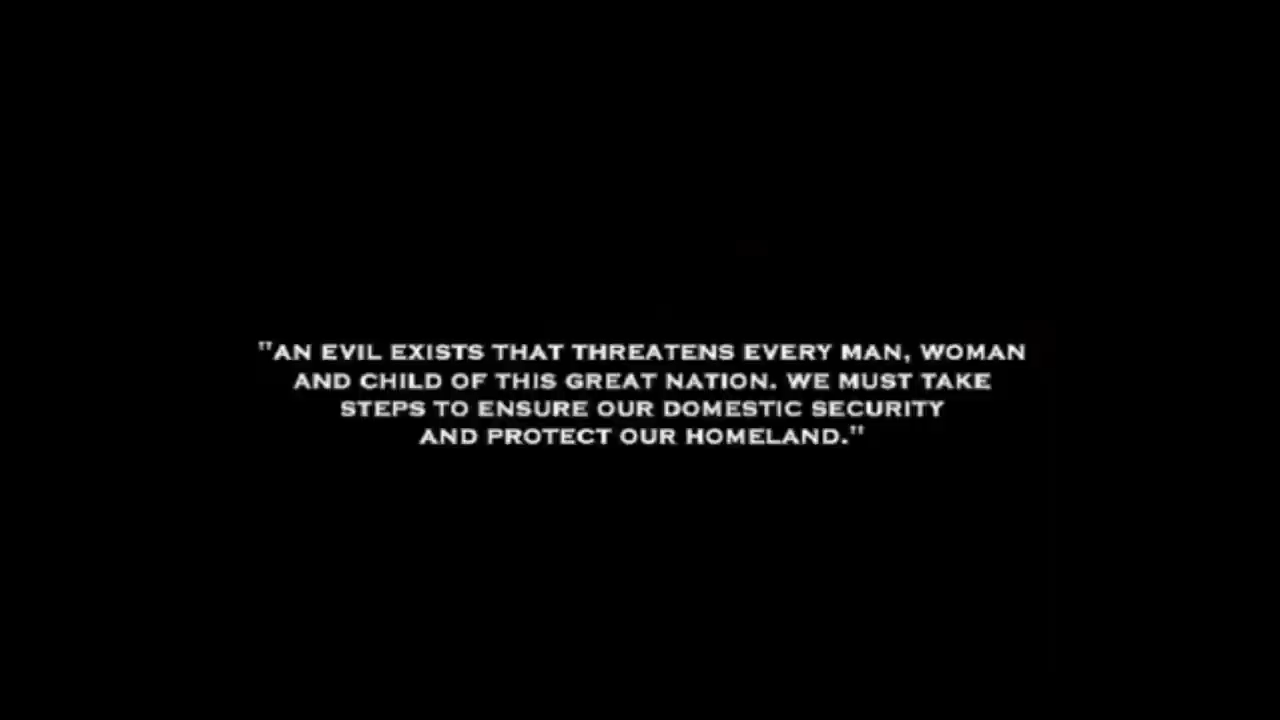 "AN EVIL EXISTS THAT THREATENS EVERY MAN, WOMAN
AND CHILD OF THIS GREAT NATION. WE MUST TAKE
STEPS TO ENSURE OUR DOMESTIC SECURITY
AND PROTECT OUR HOMELAND."